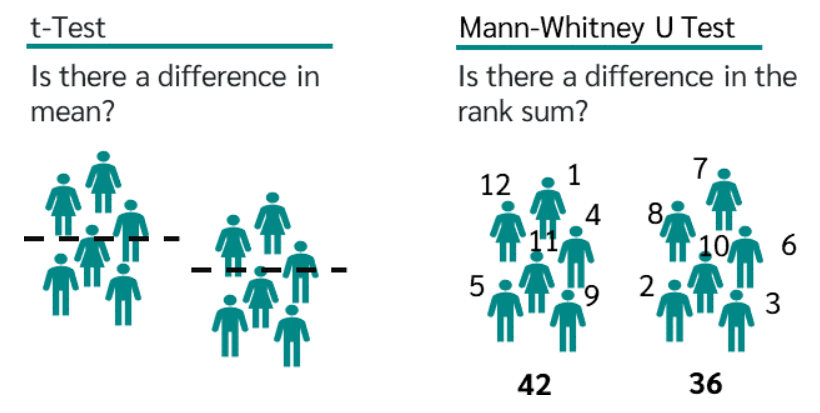 t-Test
Is there a difference in
mean?
Mann-Whitney U Test
Is there a difference in the
rank sum?
12
1
4
11
5
9
42
7
8
10
6
2
3
36